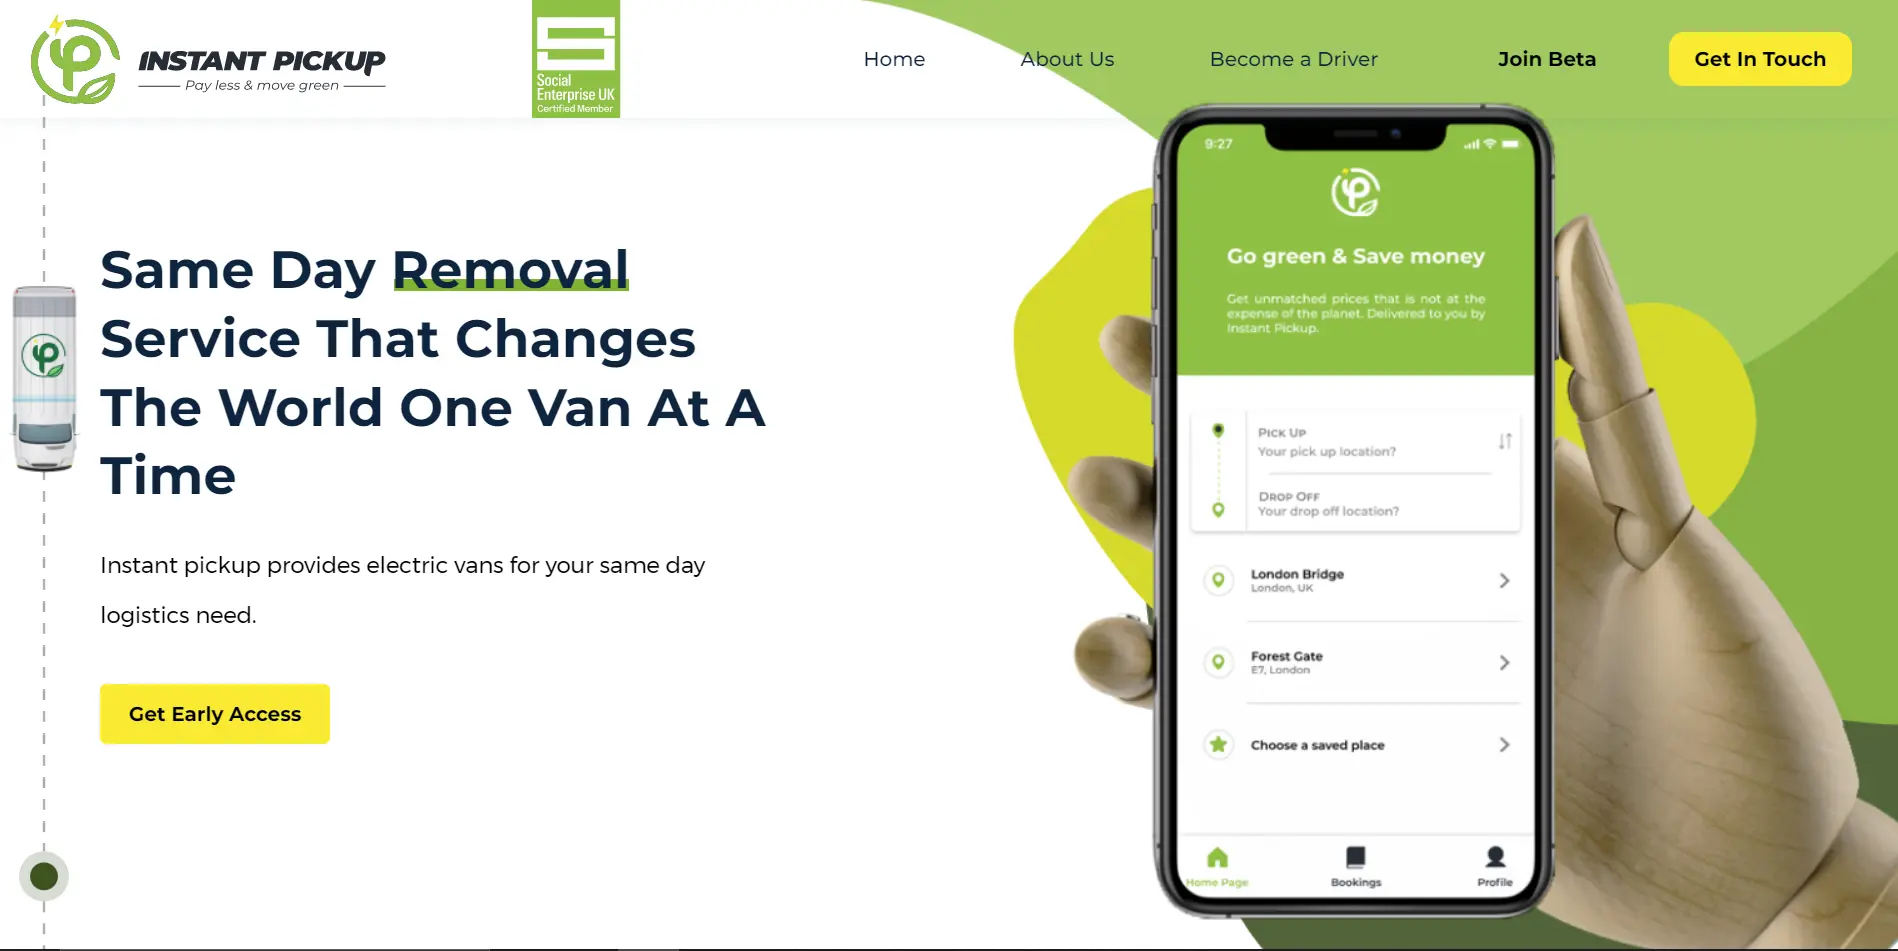 INSTANT PICKUP
Pay less & move green
Social
Enterprise UK
Certified Member
Home
About Us
Become a Driver
Join Beta
Get In Touch
Same Day Removal
Service That Changes
The World One Van At A
Time
Instant pickup provides electric vans for your same day
logistics need.
Get Early Access
9:27
Go green & Save money
Get unmatched prices that is not at the
expense of the planet. Delivered to you by
Instant Pickup.
PICK UP
Your pick up location?
DROP OFF
Your drop off location?
London Bridge
London, UK
Forest Gate
E7, London
Choose a saved place
Home Page
Bookings
Profile